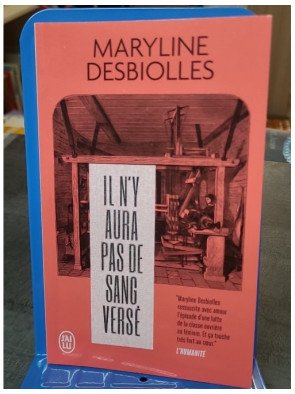 MARYLINE
DESBIOLLES
IL N'Y
AURA
PAS DE
SANG
VERSÉ
"Maryline Desbiolles
ressuscite avec amour
l'épisode d'une lutte
de la classe ouvrière
au féminin. Et ça touche
très fort au cœur."
L'HUMANITÉ
J'AI
LU